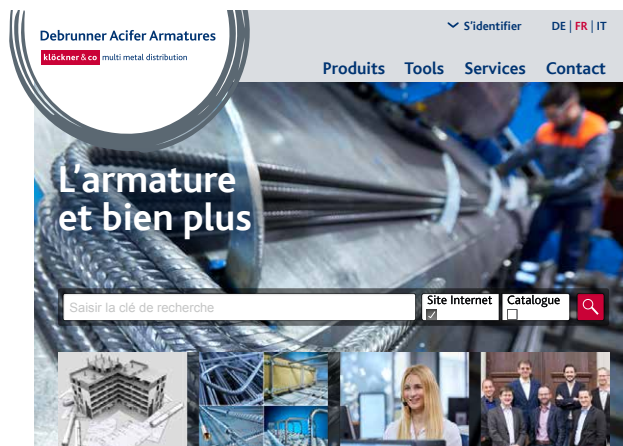 Debrunner Acifer Armatures
klöckner & co multi metal distribution
S'identifier DE | FR | IT
Produits Tools Services Contact
L'armature
et bien plus
Saisir la clé de recherche
Site Internet Catalogue